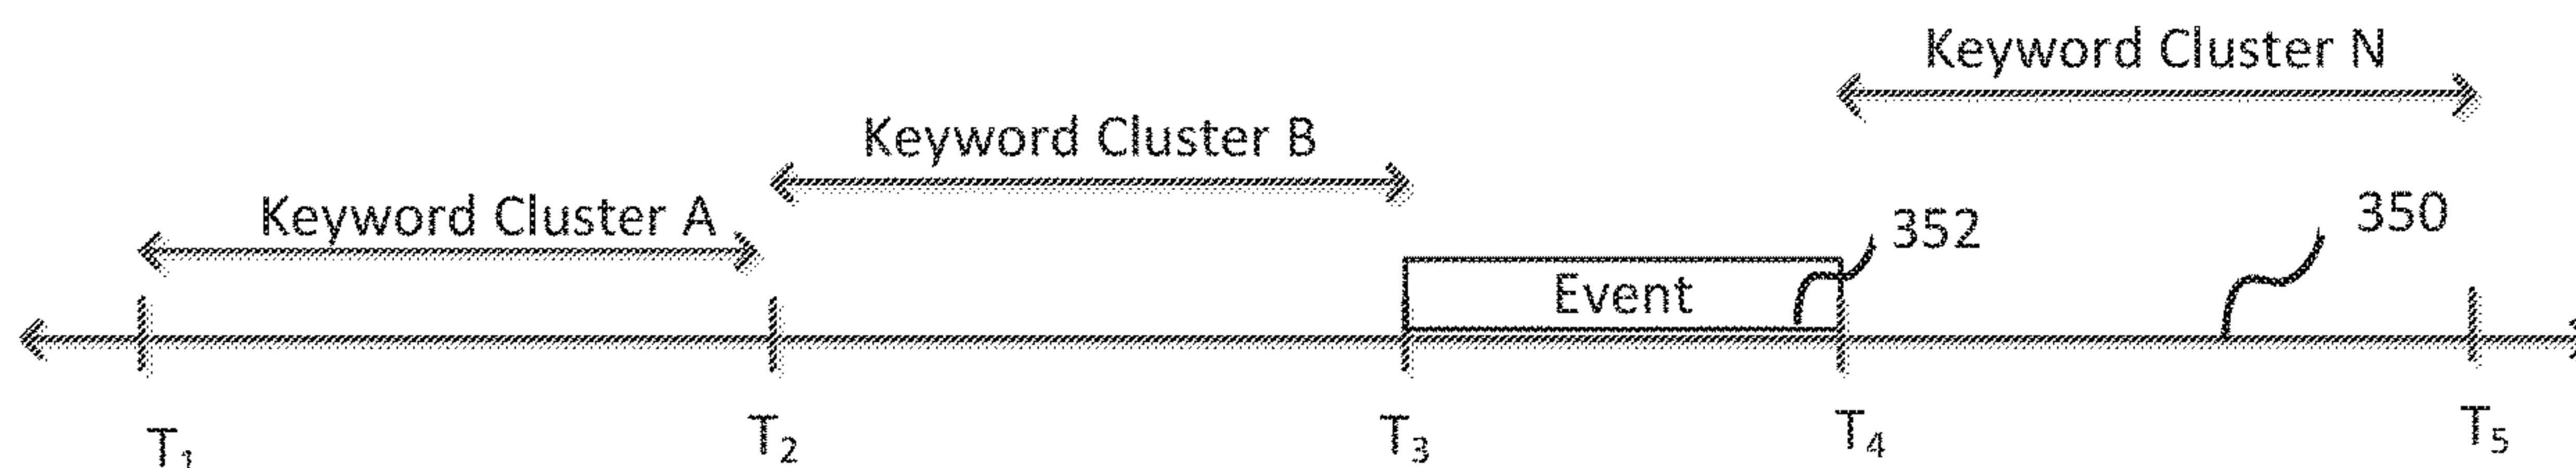 Keyword Cluster N
Keyword Cluster B
Keyword Cluster A
352
350
Event
T₁
T₂
T₃
T₄
T₅